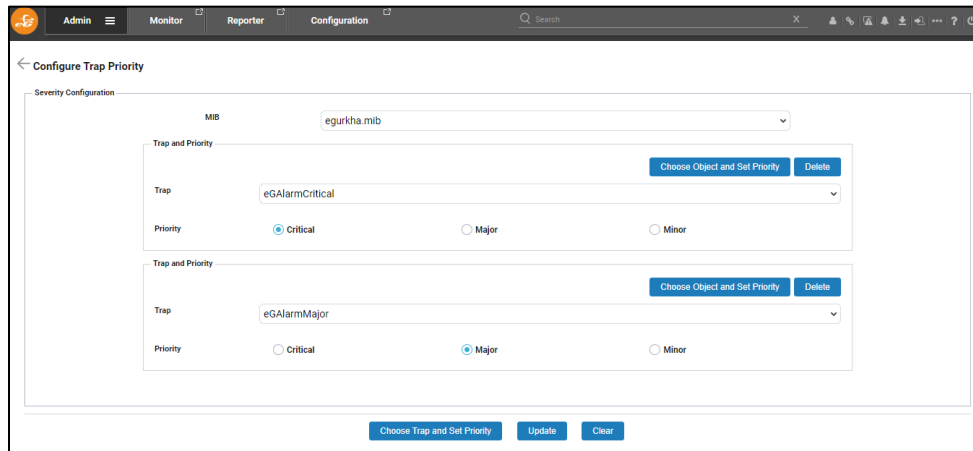 Admin Monitor Reporter Configuration Search X ?
Configure Trap Priority
Severity Configuration
MIB egurkha.mib
Trap and Priority
Choose Object and Set Priority Delete
Trap eGAlarmCritical
Priority Critical Major Minor
Trap and Priority
Choose Object and Set Priority Delete
Trap eGAlarmMajor
Priority Critical Major Minor
Choose Trap and Set Priority Update Clear